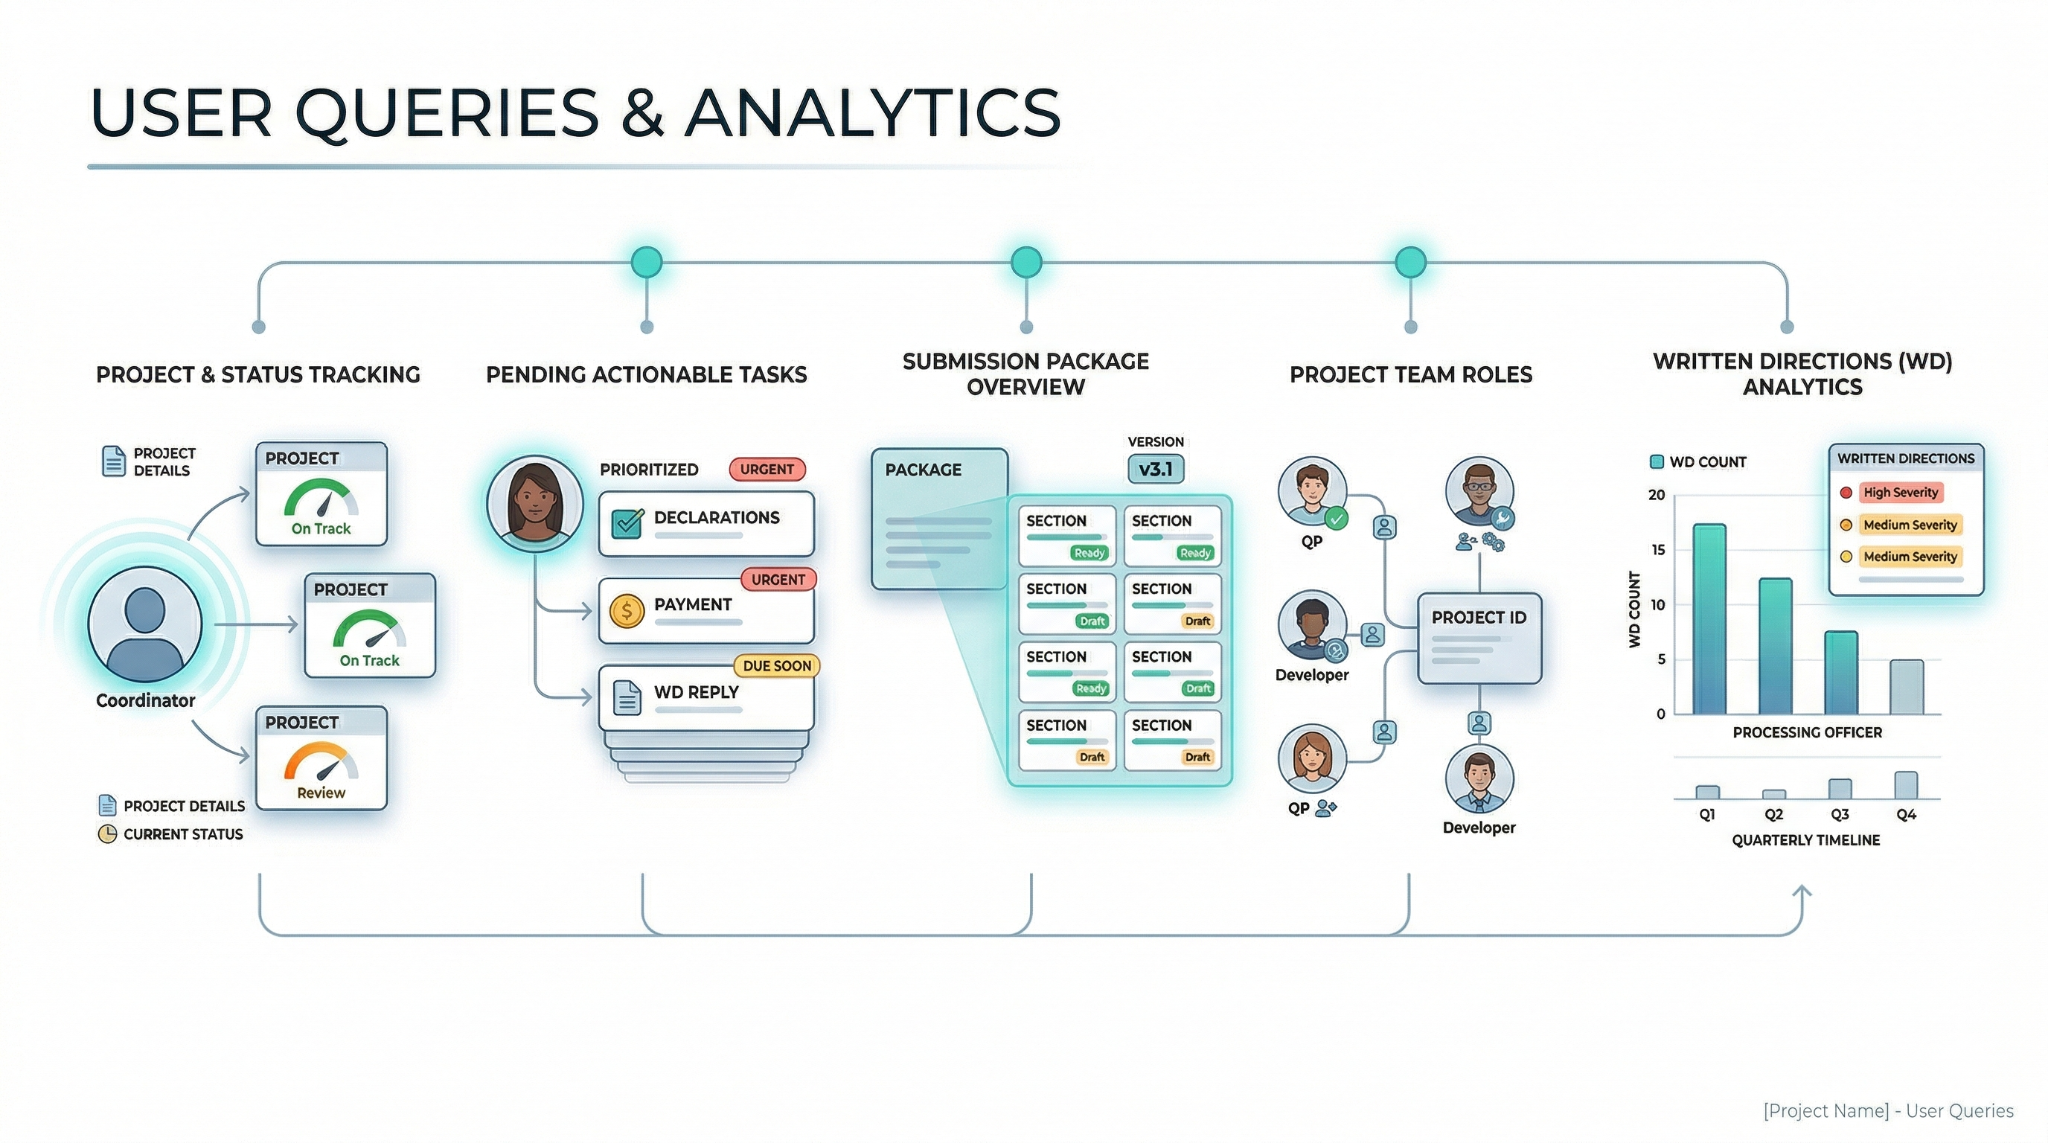 USER QUERIES & ANALYTICS
PROJECT & STATUS TRACKING
PROJECT
DETAILS
PROJECT
On Track
PROJECT
On Track
Coordinator
PROJECT
Review
PROJECT DETAILS
CURRENT STATUS
PENDING ACTIONABLE TASKS
PRIORITIZED
URGENT
DECLARATIONS
URGENT
PAYMENT
DUE SOON
WD REPLY
SUBMISSION PACKAGE
OVERVIEW
VERSION
v3.1
PACKAGE
SECTION
Ready
SECTION
Ready
SECTION
Draft
SECTION
Draft
SECTION
Ready
SECTION
Draft
SECTION
Draft
SECTION
Draft
PROJECT TEAM ROLES
QP
Developer
PROJECT ID
QP
Developer
WRITTEN DIRECTIONS (WD)
ANALYTICS
WD COUNT
WRITTEN DIRECTIONS
High Severity
Medium Severity
Medium Severity
WD COUNT
20
15
10
5
0
PROCESSING OFFICER
Q1 Q2 Q3 Q4
QUARTERLY TIMELINE
[Project Name] - User Queries